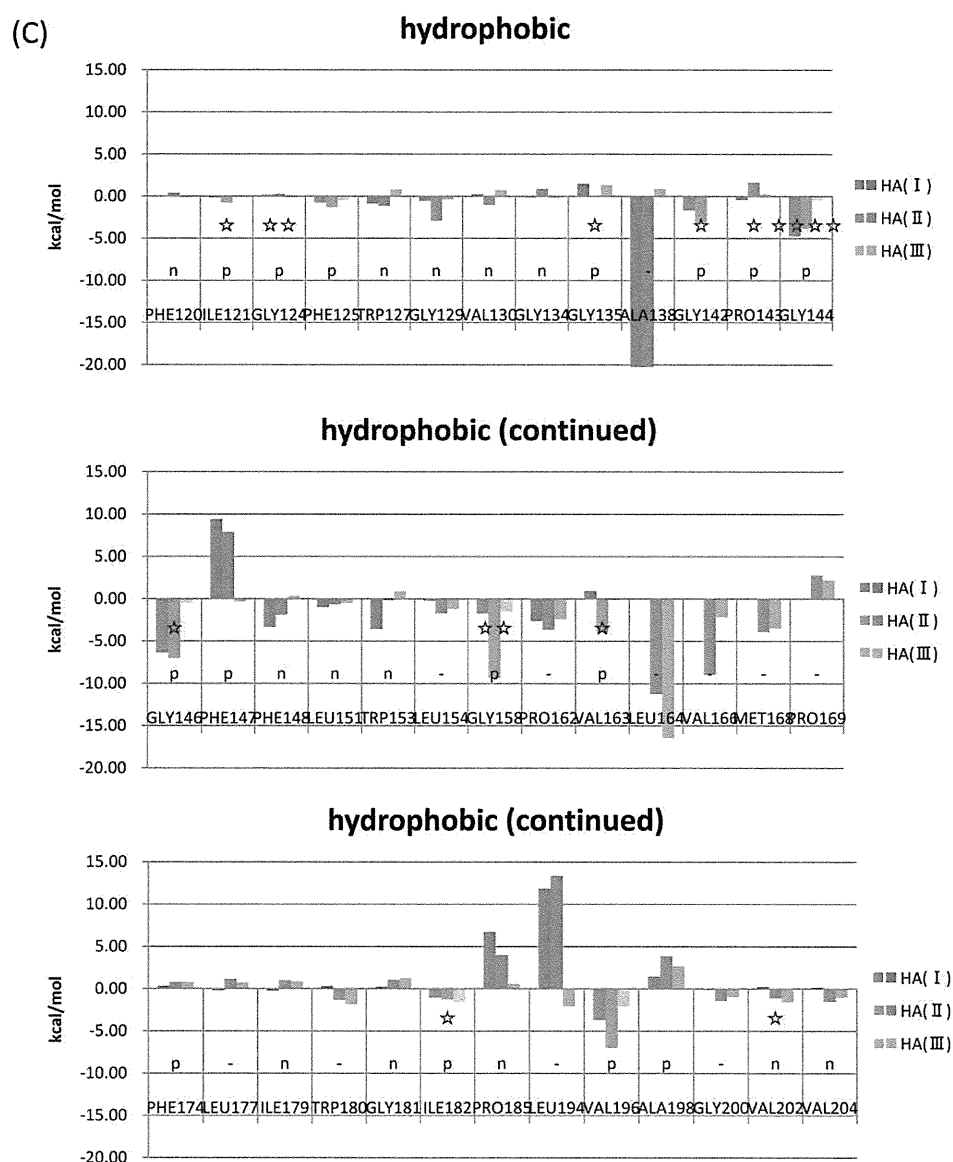 (C)
hydrophobic
15.00
10.00
5.00
0.00
-5.00
-10.00
-15.00
-20.00
kcal/mol
☆ ☆☆ ☆ ☆ ☆ ☆☆☆☆
n p p p n n n n p - p p p
PHE120 ILE121 GLY124 PHE125 TRP127 GLY129 VAL130 GLY134 GLY135 ALA138 GLY142 PRO143 GLY144
HA(Ⅰ)
HA(Ⅱ)
HA(Ⅲ)
hydrophobic (continued)
15.00
10.00
5.00
0.00
-5.00
-10.00
-15.00
-20.00
kcal/mol
☆ ☆☆ ☆
p p n n n - p - p - - - -
GLY146 PHE147 PHE148 LEU151 TRP153 LEU154 GLY158 PRO162 VAL163 LEU164 VAL166 MET168 PRO169
HA(Ⅰ)
HA(Ⅱ)
HA(Ⅲ)
hydrophobic (continued)
15.00
10.00
5.00
0.00
-5.00
-10.00
-15.00
-20.00
kcal/mol
☆ ☆
p - n - n p n - p p - n n
PHE174 LEU177 ILE179 TRP180 GLY181 ILE182 PRO185 LEU194 VAL196 ALA198 GLY200 VAL202 VAL204
HA(Ⅰ)
HA(Ⅱ)
HA(Ⅲ)